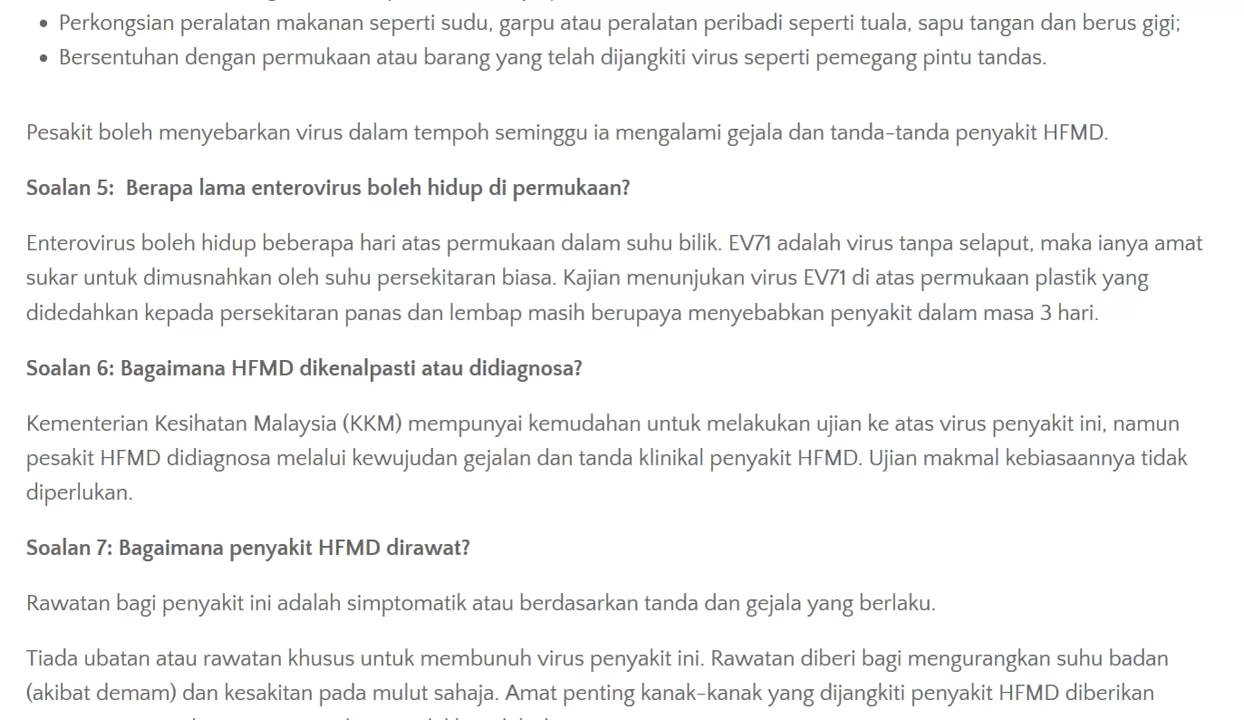 Perkongsian peralatan makanan seperti sudu, garpu atau peralatan peribadi seperti tuala, sapu tangan dan berus gigi;
Bersentuhan dengan permukaan atau barang yang telah dijangkiti virus seperti pemegang pintu tandas.
Pesakit boleh menyebarkan virus dalam tempoh seminggu ia mengalami gejala dan tanda-tanda penyakit HFMD.
Soalan 5:  Berapa lama enterovirus boleh hidup di permukaan?
Enterovirus boleh hidup beberapa hari atas permukaan dalam suhu bilik. EV71 adalah virus tanpa selaput, maka ianya amat
sukar untuk dimusnahkan oleh suhu persekitaran biasa. Kajian menunjukan virus EV71 di atas permukaan plastik yang
didedahkan kepada persekitaran panas dan lembap masih berupaya menyebabkan penyakit dalam masa 3 hari.
Soalan 6: Bagaimana HFMD dikenalpasti atau didiagnosa?
Kementerian Kesihatan Malaysia (KKM) mempunyai kemudahan untuk melakukan ujian ke atas virus penyakit ini, namun
pesakit HFMD didiagnosa melalui kewujudan gejalan dan tanda klinikal penyakit HFMD. Ujian makmal kebiasaannya tidak
diperlukan.
Soalan 7: Bagaimana penyakit HFMD dirawat?
Rawatan bagi penyakit ini adalah simptomatik atau berdasarkan tanda dan gejala yang berlaku.
Tiada ubatan atau rawatan khusus untuk membunuh virus penyakit ini. Rawatan diberi bagi mengurangkan suhu badan
(akibat demam) dan kesakitan pada mulut sahaja. Amat penting kanak-kanak yang dijangkiti penyakit HFMD diberikan